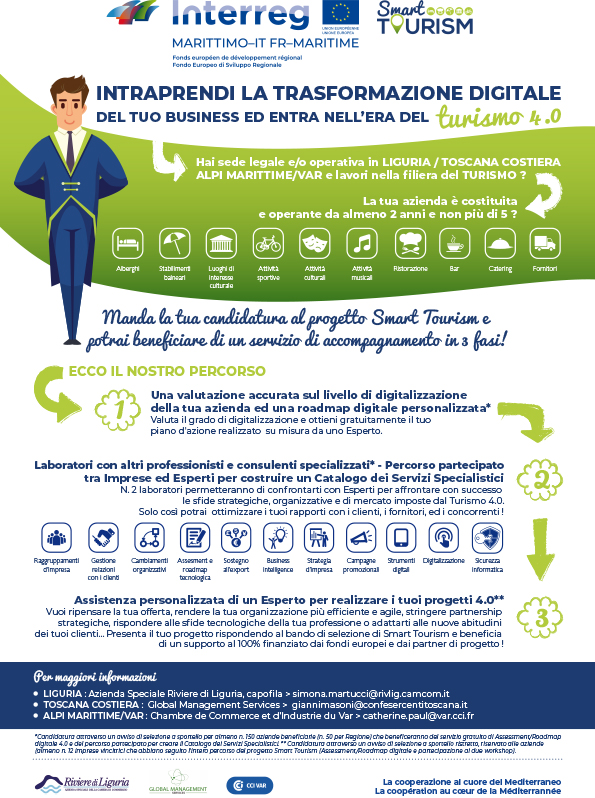 Interreg
UNION EUROPÉENNE
UNIONE EUROPEA
MARITTIMO–IT FR–MARITIME
Fonds européen de développement régional
Fondo Europeo di Sviluppo Regionale
Smart
TOURISM
INTRAPRENDI LA TRASFORMAZIONE DIGITALE
DEL TUO BUSINESS ED ENTRA NELL'ERA DEL turismo 4.0
Hai sede legale e/o operativa in LIGURIA / TOSCANA COSTIERA
ALPI MARITTIME/VAR e lavori nella filiera del TURISMO ?
La tua azienda è costituita
e operante da almeno 2 anni e non più di 5 ?
Alberghi
Stabilimenti
balneari
Luoghi di
interesse
culturale
Attività
sportive
Attività
culturali
Attività
musicali
Ristorazione
Bar
Catering
Fornitori
Manda la tua candidatura al progetto Smart Tourism e
potrai beneficiare di un servizio di accompagnamento in 3 fasi!
ECCO IL NOSTRO PERCORSO
1
Una valutazione accurata sul livello di digitalizzazione
della tua azienda ed una roadmap digitale personalizzata*
Valuta il grado di digitalizzazione e ottieni gratuitamente il tuo
piano d'azione realizzato su misura da uno Esperto.
Laboratori con altri professionisti e consulenti specializzati* - Percorso partecipato
tra Imprese ed Esperti per costruire un Catalogo dei Servizi Specialistici
N. 2 laboratori permetteranno di confrontarti con Esperti per affrontare con successo
le sfide strategiche, organizzative e di mercato imposte dal Turismo 4.0.
Solo così potrai ottimizzare i tuoi rapporti con i clienti, i fornitori, ed i concorrenti !
2
Raggruppamenti
d'impresa
Gestione
relazioni
con i clienti
Cambiamenti
organizzativi
Assesment e
roadmap
tecnologica
Sostegno
all'export
Business
intelligence
Strategia
d'impresa
Campagne
promozionali
Strumenti
digitali
Digitalizzazione
Sicurezza
informatica
Assistenza personalizzata di un Esperto per realizzare i tuoi progetti 4.0**
Vuoi ripensare la tua offerta, rendere la tua organizzazione più efficiente e agile, stringere partnership
strategiche, rispondere alle sfide tecnologiche della tua professione o adattarti alle nuove abitudini
dei tuoi clienti... Presenta il tuo progetto rispondendo al bando di selezione di Smart Tourism e beneficia
di un supporto al 100% finanziato dai fondi europei e dai partner di progetto !
3
Per maggiori informazioni
• LIGURIA : Azienda Speciale Riviere di Liguria, capofila > simona.martucci@rivlig.camcom.it
• TOSCANA COSTIERA : Global Management Services > giannimasoni@confesercentitoscana.it
• ALPI MARITTIME/VAR : Chambre de Commerce et d'Industrie du Var > catherine.paul@var.cci.fr
*Candidatura attraverso un avviso di selezione a sportello per almeno n. 150 aziende beneficiarie (n. 50 per Regione) che beneficeranno del servizio gratuito di Assessment/Roadmap
digitale 4.0 e del percorso partecipato per creare il Catalogo dei Servizi Specialistici. ** Candidatura attraverso un avviso di selezione a sportello ristretto, riservato alle aziende
(almeno n. 12 imprese vincitrici che abbiano seguito l'intero percorso del progetto Smart Tourism (Assessment/Roadmap digitale e partecipazione ai due workshop).
Riviere di Liguria
GLOBAL MANAGEMENT
SERVICES
CCI VAR
La cooperazione al cuore del Mediterraneo
La coopération au cœur de la Méditerrannée